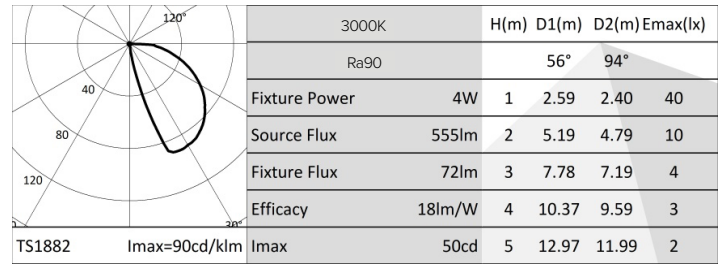 120°
40
80
120
30°
TS1882 Imax=90cd/klm
3000K H(m) D1(m) D2(m) Emax(lx)
Ra90 56° 94°
Fixture Power 4W 1 2.59 2.40 40
Source Flux 555lm 2 5.19 4.79 10
Fixture Flux 72lm 3 7.78 7.19 4
Efficacy 18lm/W 4 10.37 9.59 3
Imax 50cd 5 12.97 11.99 2